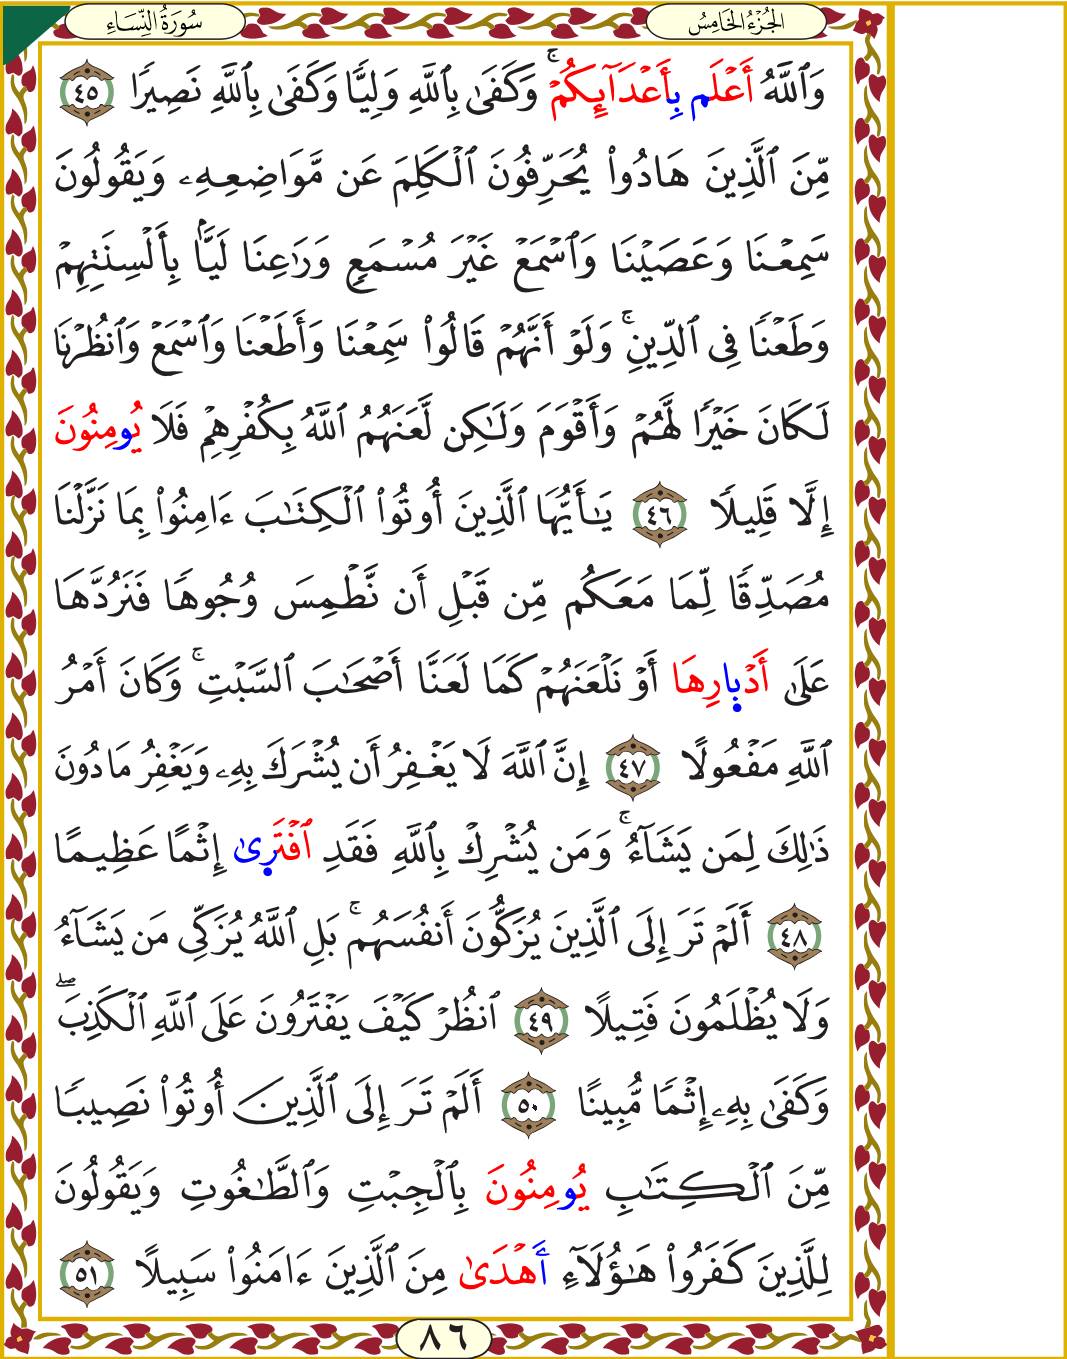 سُورَةُ النِّسَاءِ
الجُزْءُ الخَامِسُ
وَٱللَّهُ أَعْلَم بِأَعْدَآئِكُمْۚ وَكَفَىٰ بِٱللَّهِ وَلِيًّا وَكَفَىٰ بِٱللَّهِ نَصِيرًا ٤٥
مِّنَ ٱلَّذِينَ هَادُوا۟ يُحَرِّفُونَ ٱلْكَلِمَ عَن مَّوَاضِعِهِۦ وَيَقُولُونَ
سَمِعْنَا وَعَصَيْنَا وَٱسْمَعْ غَيْرَ مُسْمَعٍ وَرَٰعِنَا لَيًّۢا بِأَلْسِنَتِهِمْ
وَطَعْنًا فِى ٱلدِّينِۚ وَلَوْ أَنَّهُمْ قَالُوا۟ سَمِعْنَا وَأَطَعْنَا وَٱسْمَعْ وَٱنظُرْنَا
لَكَانَ خَيْرًا لَّهُمْ وَأَقْوَمَ وَلَٰكِن لَّعَنَهُمُ ٱللَّهُ بِكُفْرِهِمْ فَلَا يُومِنُونَ
إِلَّا قَلِيلًا ٤٦ يَٰٓأَيُّهَا ٱلَّذِينَ أُوتُوا۟ ٱلْكِتَٰبَ ءَامِنُوا۟ بِمَا نَزَّلْنَا
مُصَدِّقًا لِّمَا مَعَكُم مِّن قَبْلِ أَن نَّطْمِسَ وُجُوهًا فَنَرُدَّهَا
عَلَىٰ أَدْبٰارِهَا أَوْ نَلْعَنَهُمْ كَمَا لَعَنَّا أَصْحَٰبَ ٱلسَّبْتِۚ وَكَانَ أَمْرُ
ٱللَّهِ مَفْعُولًا ٤٧ إِنَّ ٱللَّهَ لَا يَغْفِرُ أَن يُشْرَكَ بِهِۦ وَيَغْفِرُ مَا دُونَ
ذَٰلِكَ لِمَن يَشَآءُۚ وَمَن يُشْرِكْ بِٱللَّهِ فَقَدِ ٱفْتَرِىٰ إِثْمًا عَظِيمًا
٤٨ أَلَمْ تَرَ إِلَى ٱلَّذِينَ يُزَكُّونَ أَنفُسَهُمۚ بَلِ ٱللَّهُ يُزَكِّى مَن يَشَآءُ
وَلَا يُظْلَمُونَ فَتِيلًا ٤٩ ٱنظُرْ كَيْفَ يَفْتَرُونَ عَلَى ٱللَّهِ ٱلْكَذِبَۖ
وَكَفَىٰ بِهِۦ إِثْمًا مُّبِينًا ٥٠ أَلَمْ تَرَ إِلَى ٱلَّذِينَ أُوتُوا۟ نَصِيبًا
مِّنَ ٱلْكِتَٰبِ يُومِنُونَ بِٱلْجِبْتِ وَٱلطَّٰغُوتِ وَيَقُولُونَ
لِلَّذِينَ كَفَرُوا۟ هَٰٓؤُلَآءِ أَهْدَىٰ مِنَ ٱلَّذِينَ ءَامَنُوا۟ سَبِيلًا ٥١
٨٦